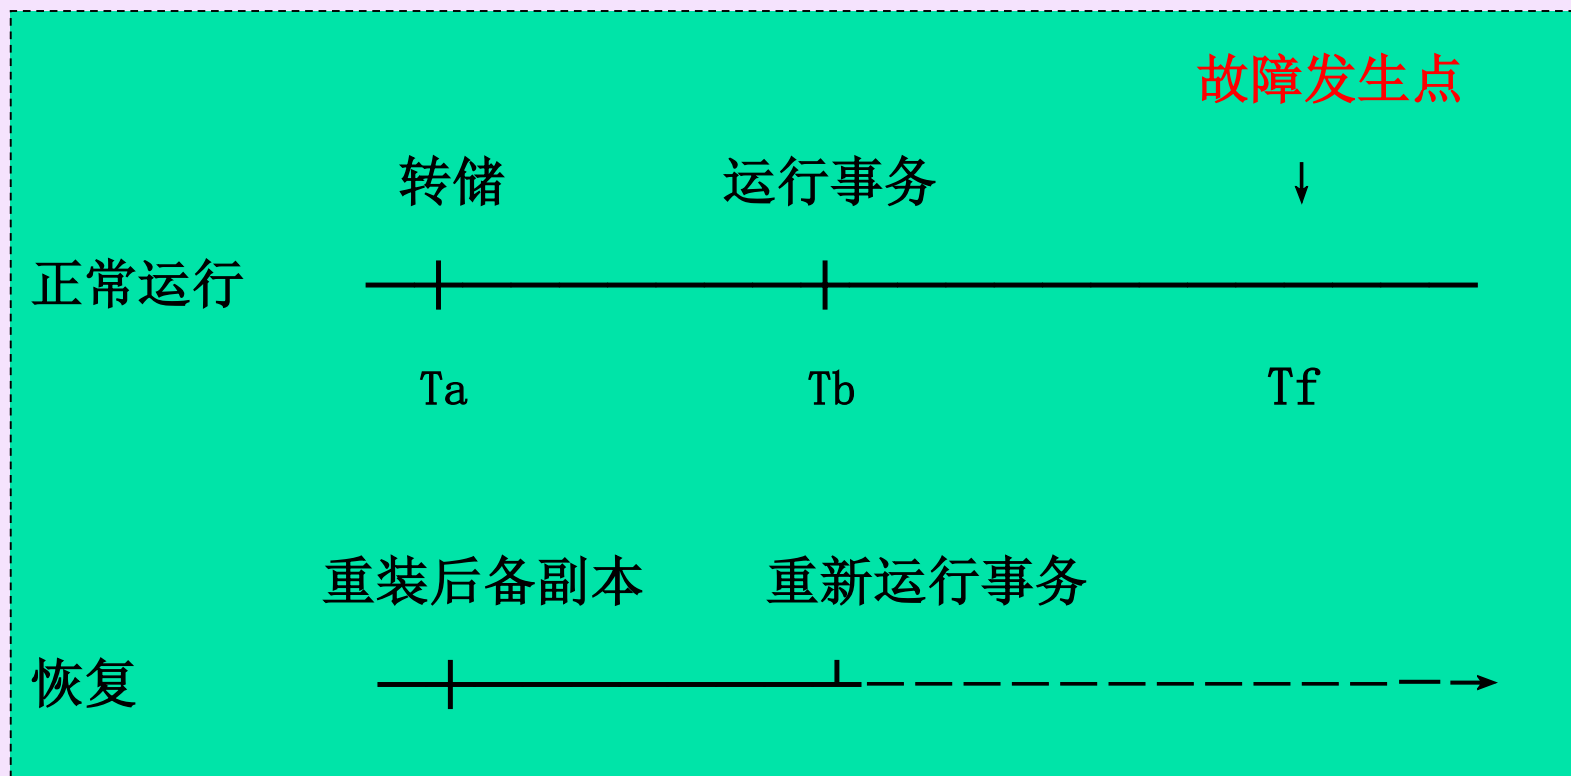 故障发生点
转储 运行事务
↓
正常运行
Ta Tb Tf
重装后备副本 重新运行事务
恢复